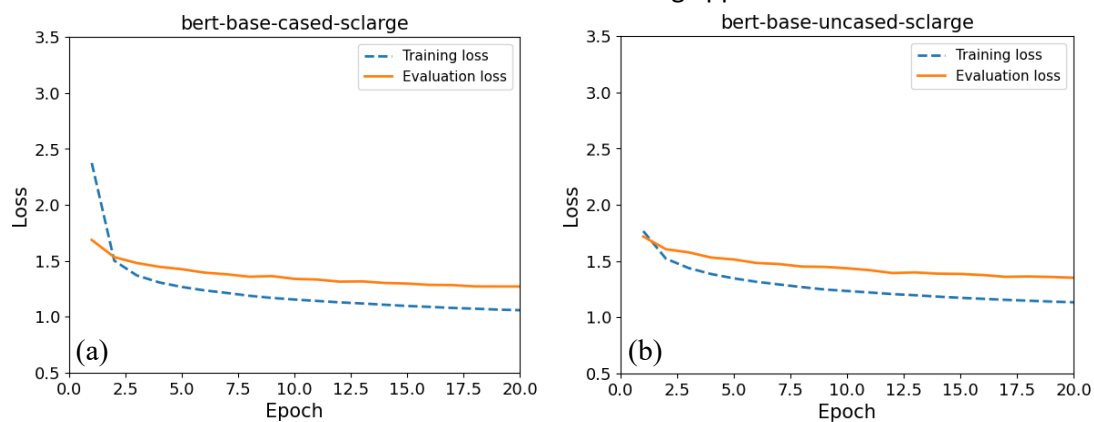 bert-base-cased-sclarge
3.5
3.0
2.5
2.0
1.5
1.0
0.5
Loss
Training loss
Evaluation loss
(a)
0.0 2.5 5.0 7.5 10.0 12.5 15.0 17.5 20.0
Epoch
bert-base-uncased-sclarge
3.5
3.0
2.5
2.0
1.5
1.0
0.5
Loss
Training loss
Evaluation loss
(b)
0.0 2.5 5.0 7.5 10.0 12.5 15.0 17.5 20.0
Epoch